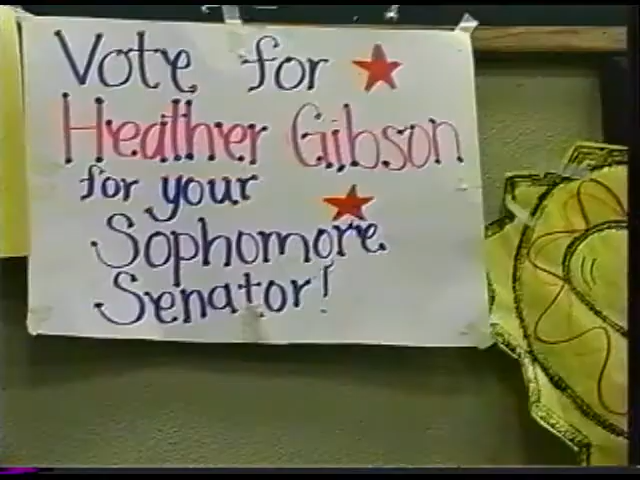 Vote for
Heather Gibson
for your
Sophomore
Senator!